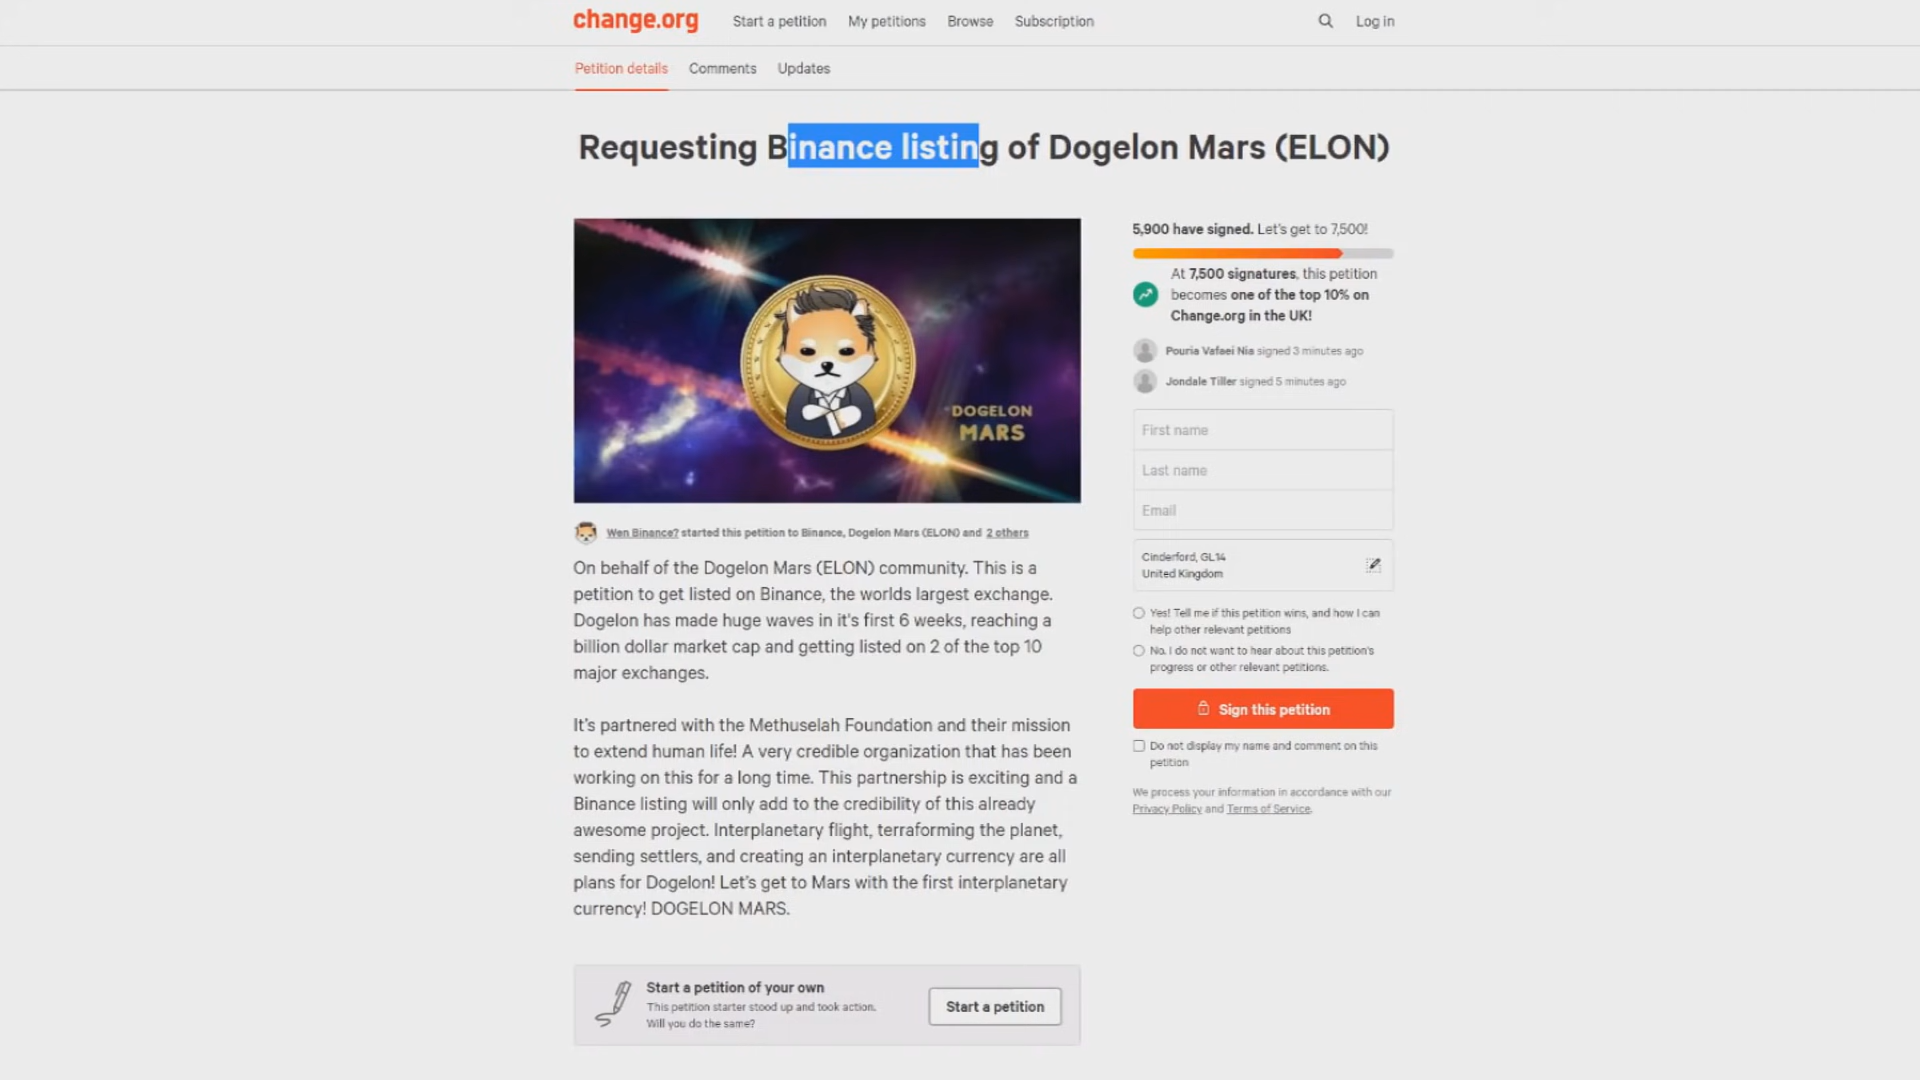 change.org
Start a petition
My petitions
Browse
Subscription
Log in
Petition details
Comments
Updates
Requesting Binance listing of Dogelon Mars (ELON)
DOGELON
MARS
Wen Binance? started this petition to Binance, Dogelon Mars (ELON) and 2 others
On behalf of the Dogelon Mars (ELON) community. This is a
petition to get listed on Binance, the worlds largest exchange.
Dogelon has made huge waves in it's first 6 weeks, reaching a
billion dollar market cap and getting listed on 2 of the top 10
major exchanges.
It's partnered with the Methuselah Foundation and their mission
to extend human life! A very credible organization that has been
working on this for a long time. This partnership is exciting and a
Binance listing will only add to the credibility of this already
awesome project. Interplanetary flight, terraforming the planet,
sending settlers, and creating an interplanetary currency are all
plans for Dogelon! Let's get to Mars with the first interplanetary
currency! DOGELON MARS.
Start a petition of your own
This petition starter stood up and took action.
Will you do the same?
Start a petition
5,900 have signed. Let's get to 7,500!
At 7,500 signatures, this petition
becomes one of the top 10% on
Change.org in the UK!
Pouria Vafaei Nia signed 3 minutes ago
Jondale Tiller signed 5 minutes ago
First name
Last name
Email
Cinderford, GL14
United Kingdom
Yes! Tell me if this petition wins, and how I can
help other relevant petitions
No. I do not want to hear about this petition's
progress or other relevant petitions.
Sign this petition
Do not display my name and comment on this
petition
We process your information in accordance with our
Privacy Policy and Terms of Service.